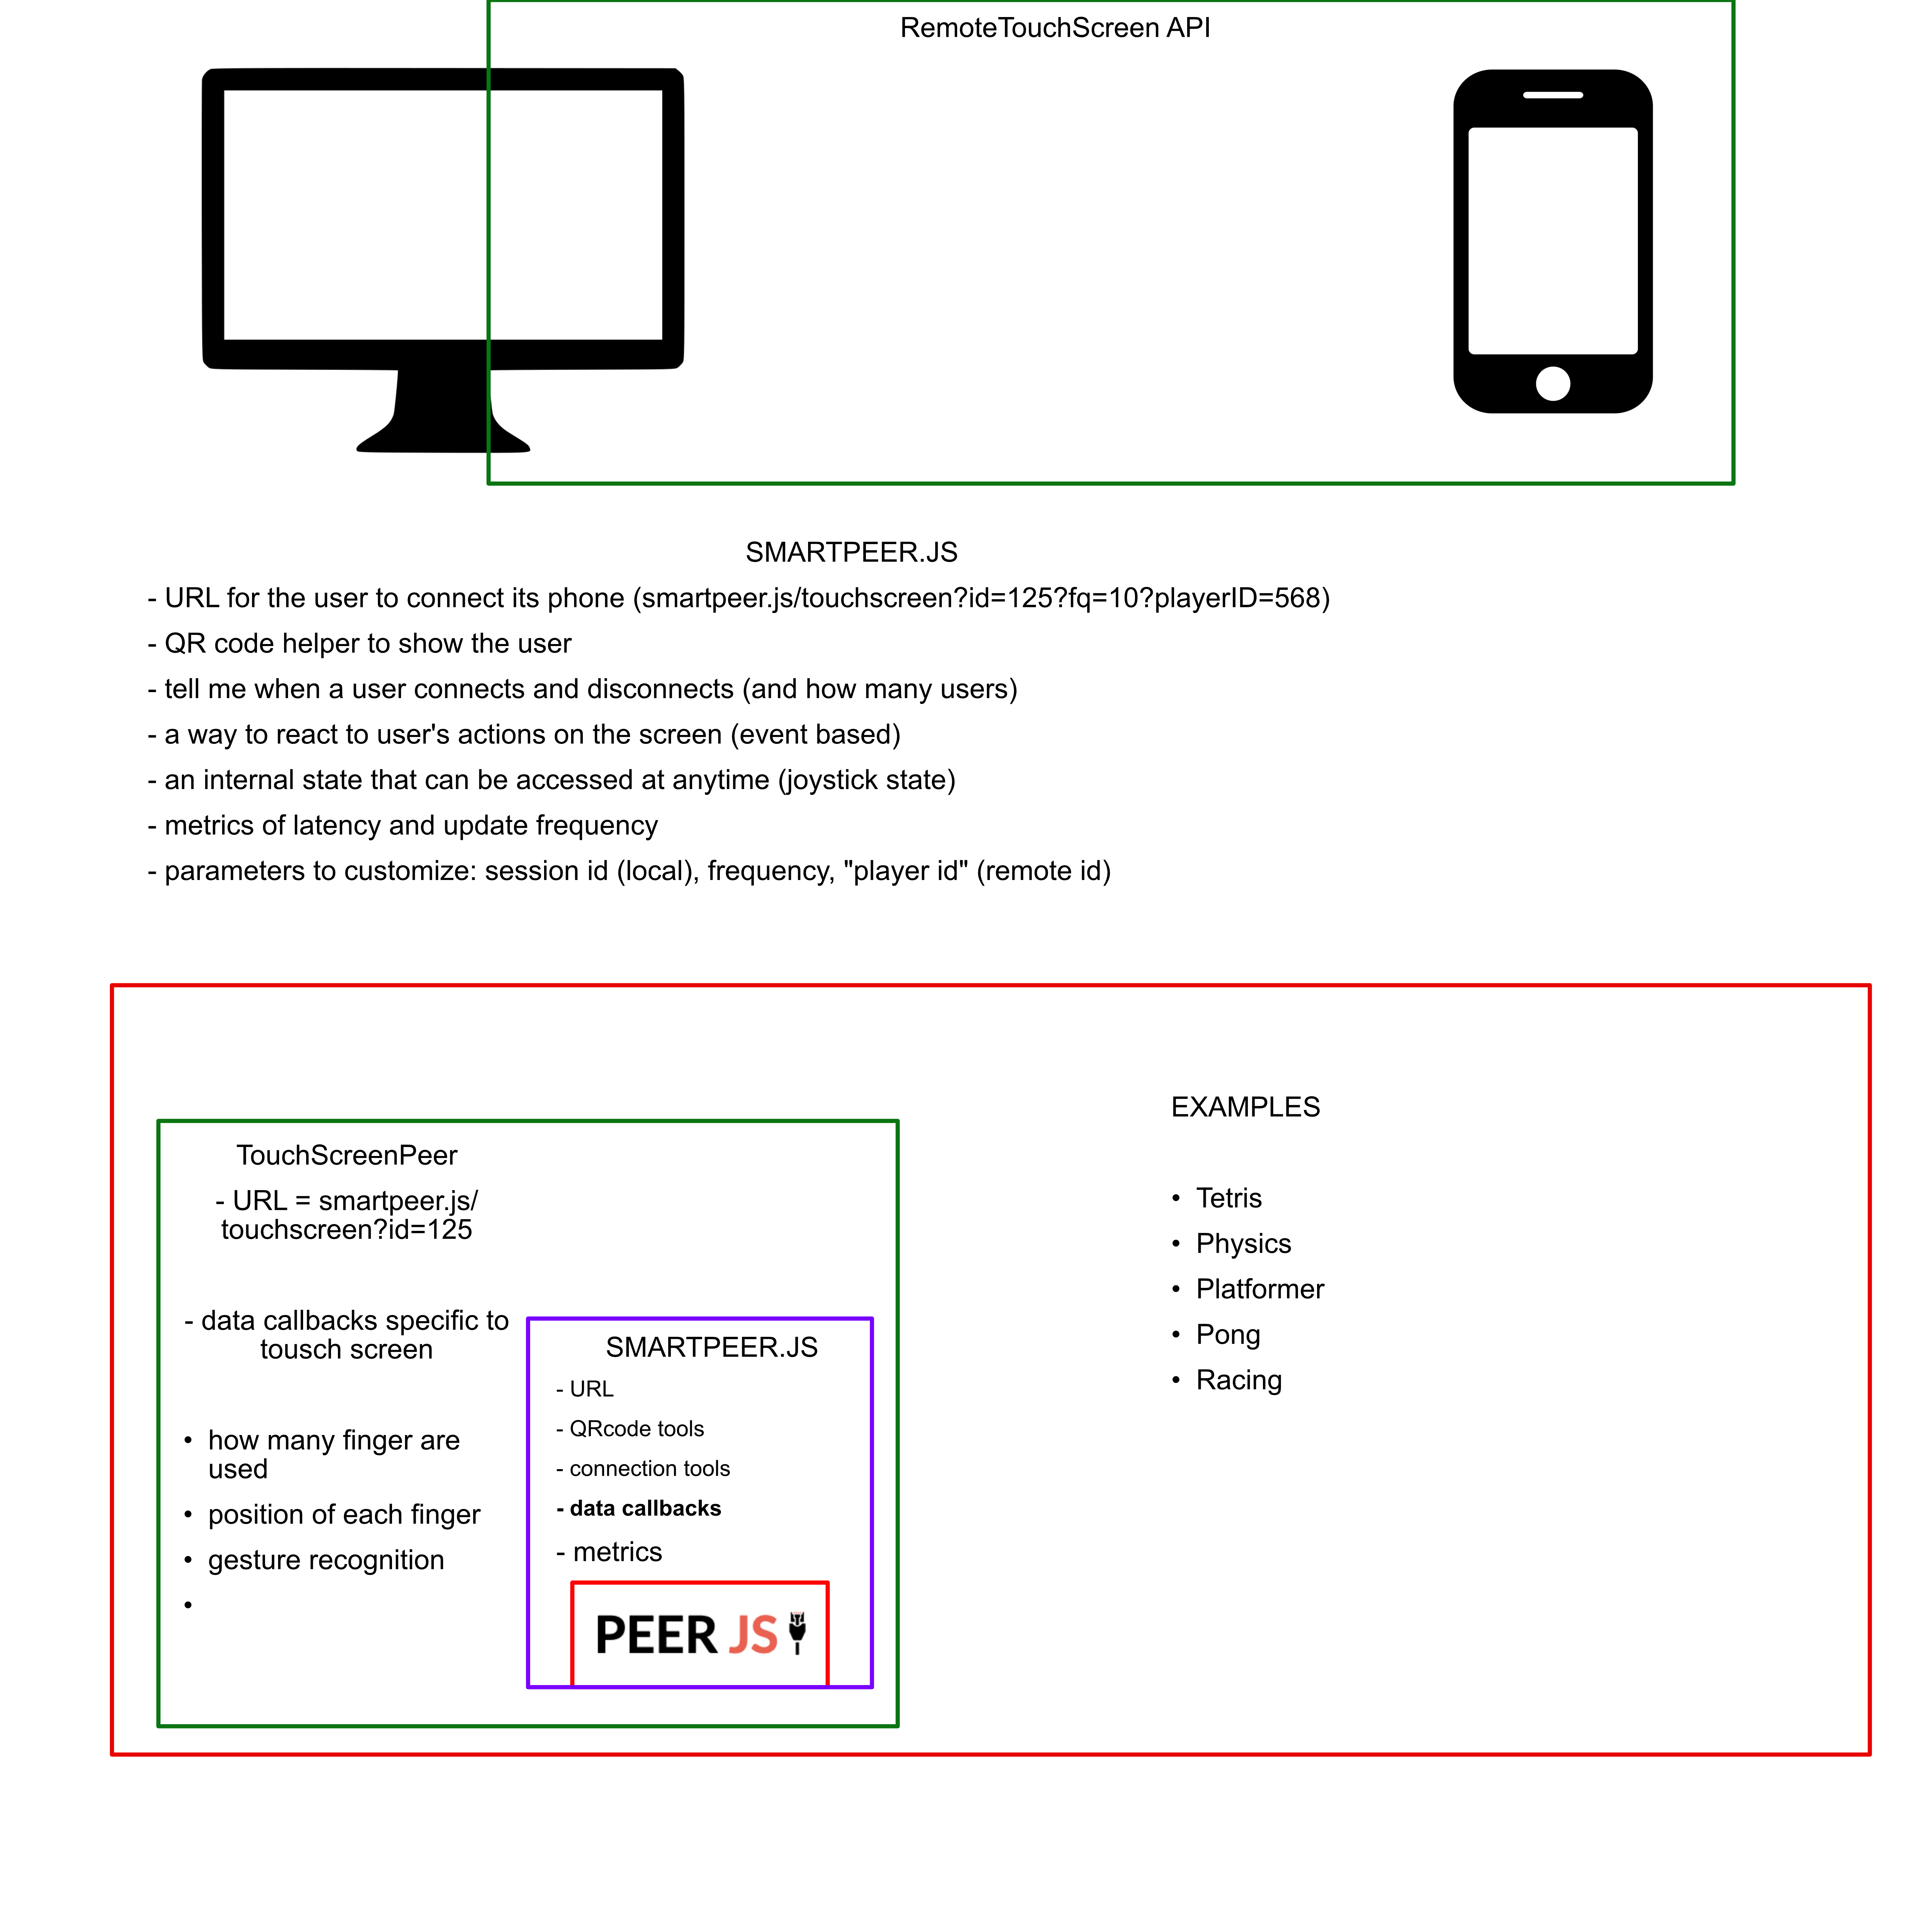 RemoteTouchScreen API
SMARTPEER.JS
- URL for the user to connect its phone (smartpeer.js/touchscreen?id=125?fq=10?playerID=568)
- QR code helper to show the user
- tell me when a user connects and disconnects (and how many users)
- a way to react to user's actions on the screen (event based)
- an internal state that can be accessed at anytime (joystick state)
- metrics of latency and update frequency
- parameters to customize: session id (local), frequency, "player id" (remote id)
TouchScreenPeer
- URL = smartpeer.js/
touchscreen?id=125
- data callbacks specific to
tousch screen
• how many finger are
used
• position of each finger
• gesture recognition
•
SMARTPEER.JS
- URL
- QRcode tools
- connection tools
- data callbacks
- metrics
PEER JS
EXAMPLES
• Tetris
• Physics
• Platformer
• Pong
• Racing